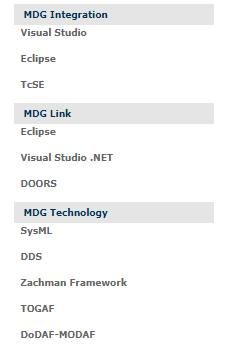 MDG Integration
Visual Studio
Eclipse
TcSE
MDG Link
Eclipse
Visual Studio .NET
DOORS
MDG Technology
SysML
DDS
Zachman Framework
TOGAF
DoDAF-MODAF